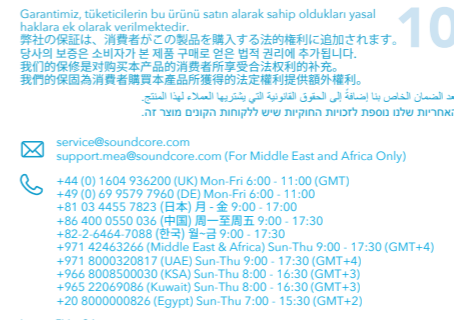 Garantimiz, tüketicilerin bu ürünü satın alarak sahip oldukları yasal
haklara ek olarak verilmektedir.
10
弊社の保証は、消費者がこの製品を購入する法的権利に追加されます。
당사의 보증은 소비자가 본 제품 구매로 얻은 법적 권리에 추가됩니다.
我们的保修是对购买本产品的消费者所享受合法权利的补充。
我們的保固為消費者購買本產品所獲得的法定權利提供額外權利。
الضمان الخاص بنا إضافةً إلى الحقوق القانونية التي يشتريها العملاء لهذا المنتج.
האחריות שלנו נוספת לזכויות החוקיות שיש ללקוחות הקונים מוצר זה.
service@soundcore.com
support.mea@soundcore.com (For Middle East and Africa Only)
+44 (0) 1604 936200 (UK) Mon-Fri 6:00 - 11:00 (GMT)
+49 (0) 69 9579 7960 (DE) Mon-Fri 6:00 - 11:00
+81 03 4455 7823 (日本) 月 - 金 9:00 - 17:00
+86 400 0550 036 (中国) 周一至周五 9:00 - 17:30
+82-2-6464-7088 (한국) 월~금 9:00 - 17:30
+971 42463266 (Middle East & Africa) Sun-Thu 9:00 - 17:30 (GMT+4)
+971 8000320817 (UAE) Sun-Thu 9:00 - 17:30 (GMT+4)
+966 8008500030 (KSA) Sun-Thu 8:00 - 16:30 (GMT+3)
+965 22069086 (Kuwait) Sun-Thu 8:00 - 16:30 (GMT+3)
+20 8000000826 (Egypt) Sun-Thu 7:00 - 15:30 (GMT+2)